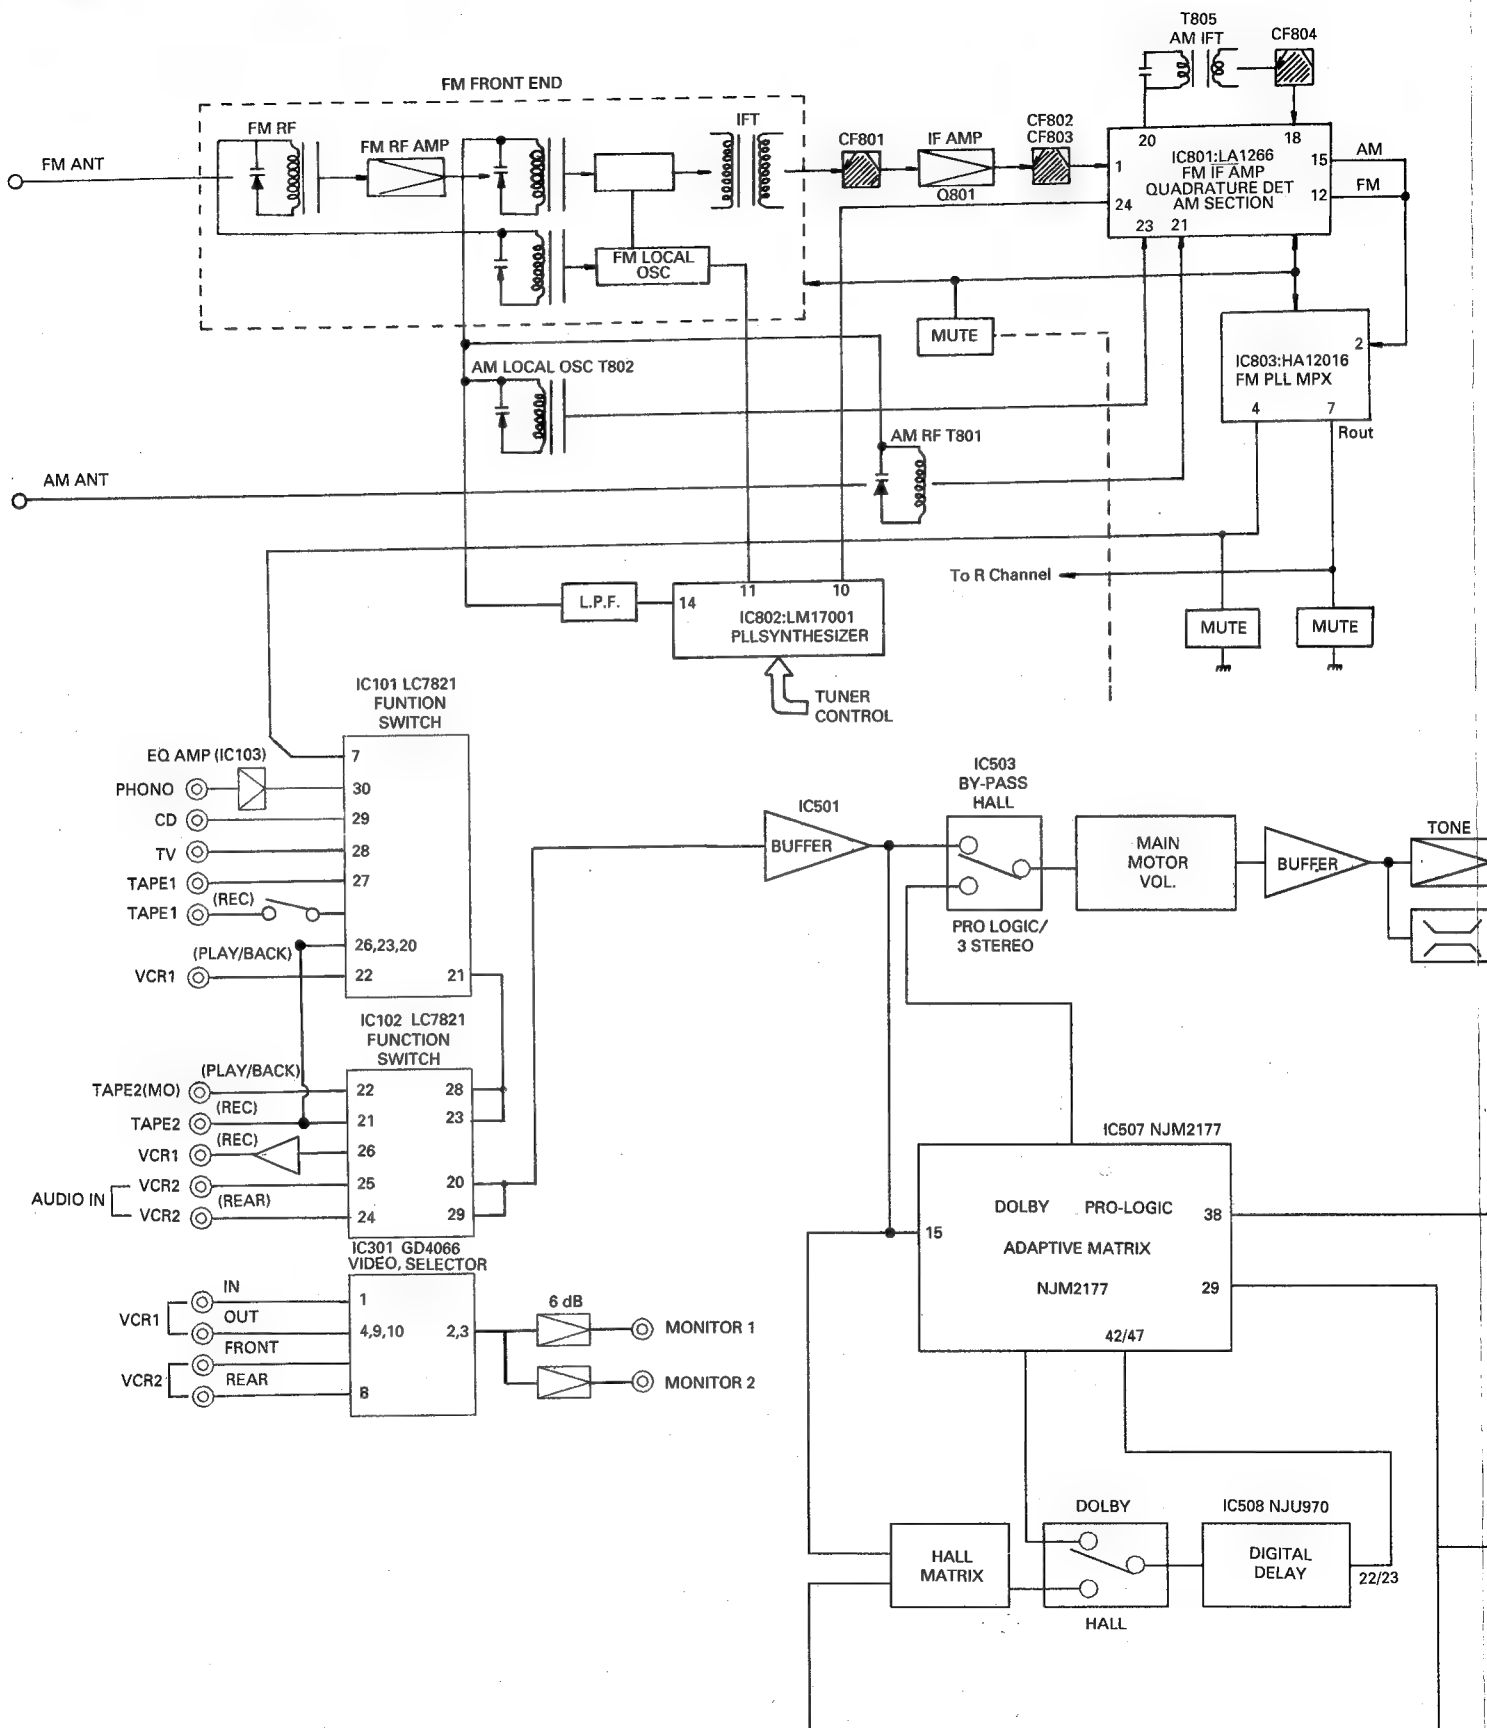 T805
AM IFT
CF804
FM FRONT END
FM RF
FM RF AMP
IFT
CF801
IF AMP
CF802
CF803
Q801
FM ANT
20
18
1
IC801:LA1266
FM IF AMP
QUADRATURE DET
AM SECTION
15
AM
12
FM
24
23
21
FM LOCAL
OSC
MUTE
2
IC803:HA12016
FM PLL MPX
4
7
Rout
AM LOCAL OSC T802
AM RF T801
AM ANT
To R Channel
L.P.F.
14
11
10
IC802:LM17001
PLLSYNTHESIZER
MUTE
MUTE
TUNER
CONTROL
IC101 LC7821
FUNTION
SWITCH
EQ AMP (IC103)
7
PHONO
30
CD
29
TV
28
TAPE1
27
TAPE1
(REC)
26,23,20
(PLAY/BACK)
VCR1
22
21
IC501
BUFFER
IC503
BY-PASS
HALL
PRO LOGIC/
3 STEREO
MAIN
MOTOR
VOL.
BUFFER
TONE
IC102 LC7821
FUNCTION
SWITCH
(PLAY/BACK)
TAPE2(MO)
22
28
(REC)
TAPE2
21
23
(REC)
VCR1
26
AUDIO IN
VCR2
25
20
(REAR)
VCR2
24
29
IC301 GD4066
VIDEO, SELECTOR
IN
1
VCR1
OUT
4,9,10
2,3
FRONT
VCR2
REAR
8
6 dB
MONITOR 1
MONITOR 2
IC507 NJM2177
DOLBY PRO-LOGIC
38
15
ADAPTIVE MATRIX
NJM2177
29
42/47
DOLBY
IC508 NJU970
HALL
MATRIX
DIGITAL
DELAY
22/23
HALL